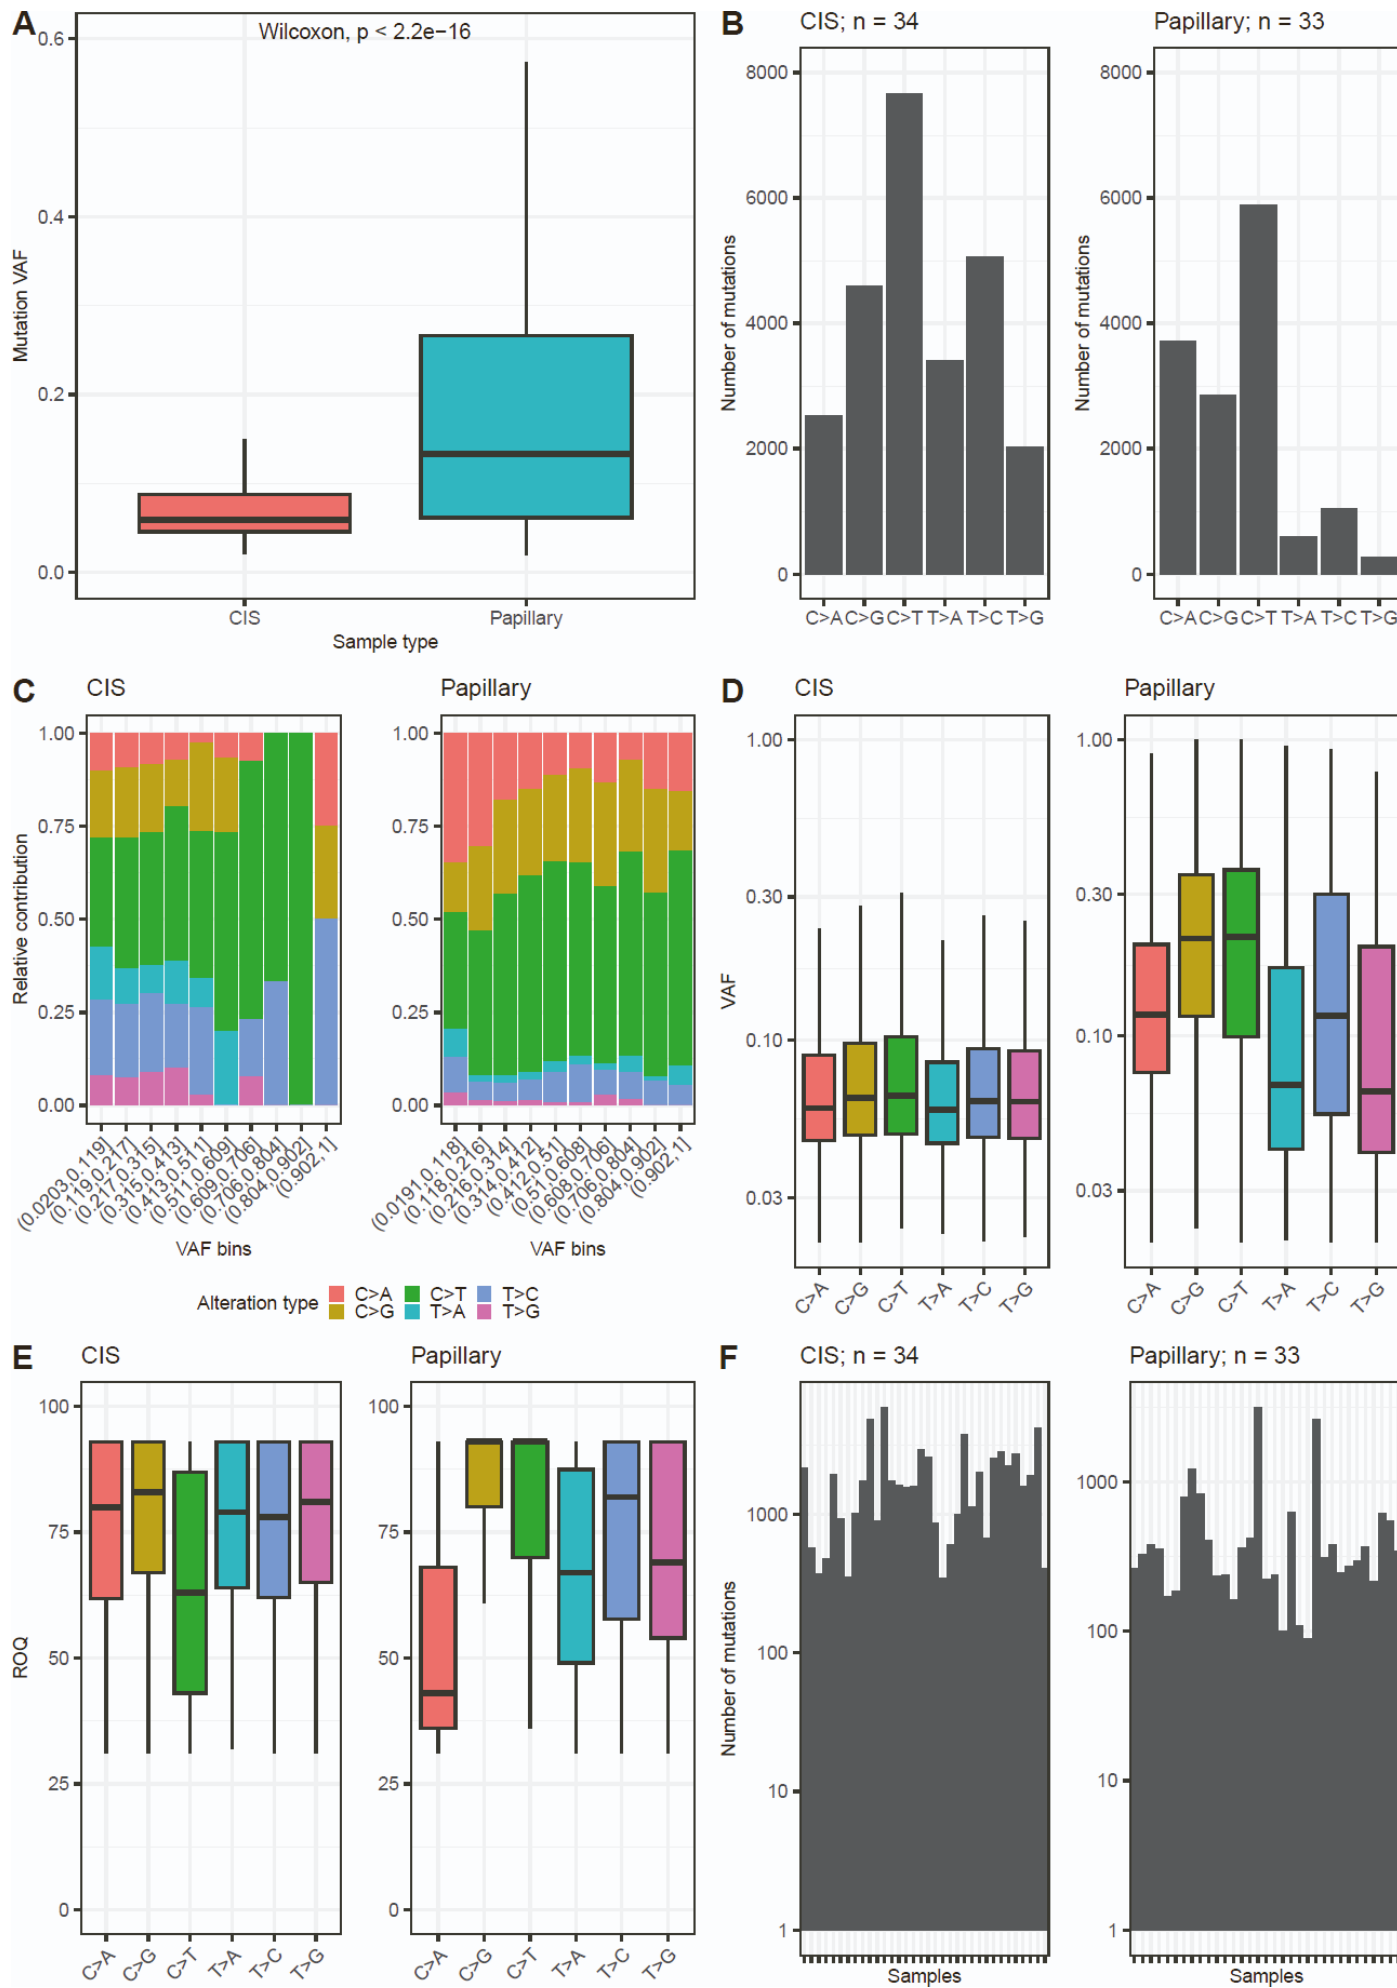 A
Wilcoxon, p < 2.2e−16
0.6
0.4
0.2
0.0
Mutation VAF
CIS
Papillary
Sample type
B
CIS; n = 34
8000
6000
4000
2000
0
Number of mutations
C>A C>G C>T T>A T>C T>G
Papillary; n = 33
8000
6000
4000
2000
0
Number of mutations
C>A C>G C>T T>A T>C T>G
C
CIS
1.00
0.75
0.50
0.25
0.00
Relative contribution
(0.0203,0.119]
(0.119,0.217]
(0.217,0.315]
(0.315,0.413]
(0.413,0.511]
(0.511,0.609]
(0.609,0.706]
(0.706,0.804]
(0.804,0.902]
(0.902,1]
VAF bins
Papillary
1.00
0.75
0.50
0.25
0.00
(0.0191,0.118]
(0.118,0.216]
(0.216,0.314]
(0.314,0.412]
(0.412,0.51]
(0.51,0.608]
(0.608,0.706]
(0.706,0.804]
(0.804,0.902]
(0.902,1]
VAF bins
Alteration type
C>A C>T T>C
C>G T>A T>G
D
CIS
1.00
0.30
0.10
0.03
VAF
C>A C>G C>T T>A T>C T>G
Papillary
1.00
0.30
0.10
0.03
C>A C>G C>T T>A T>C T>G
E
CIS
100
75
50
25
0
ROQ
C>A C>G C>T T>A T>C T>G
Papillary
100
75
50
25
0
C>A C>G C>T T>A T>C T>G
F
CIS; n = 34
1000
100
10
1
Number of mutations
Papillary; n = 33
1000
100
10
1
Samples
Samples